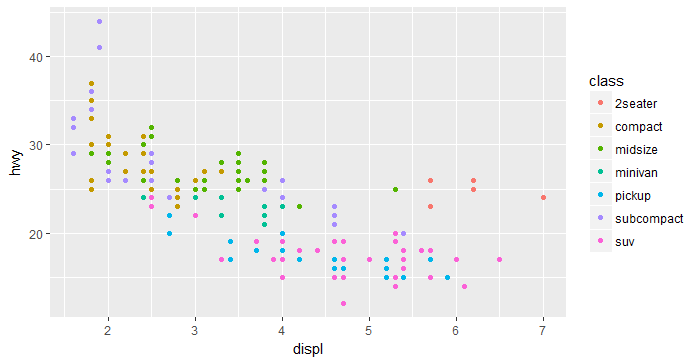 hwy
40
30
20
2
3
4
5
6
7
displ
class
2seater
compact
midsize
minivan
pickup
subcompact
suv